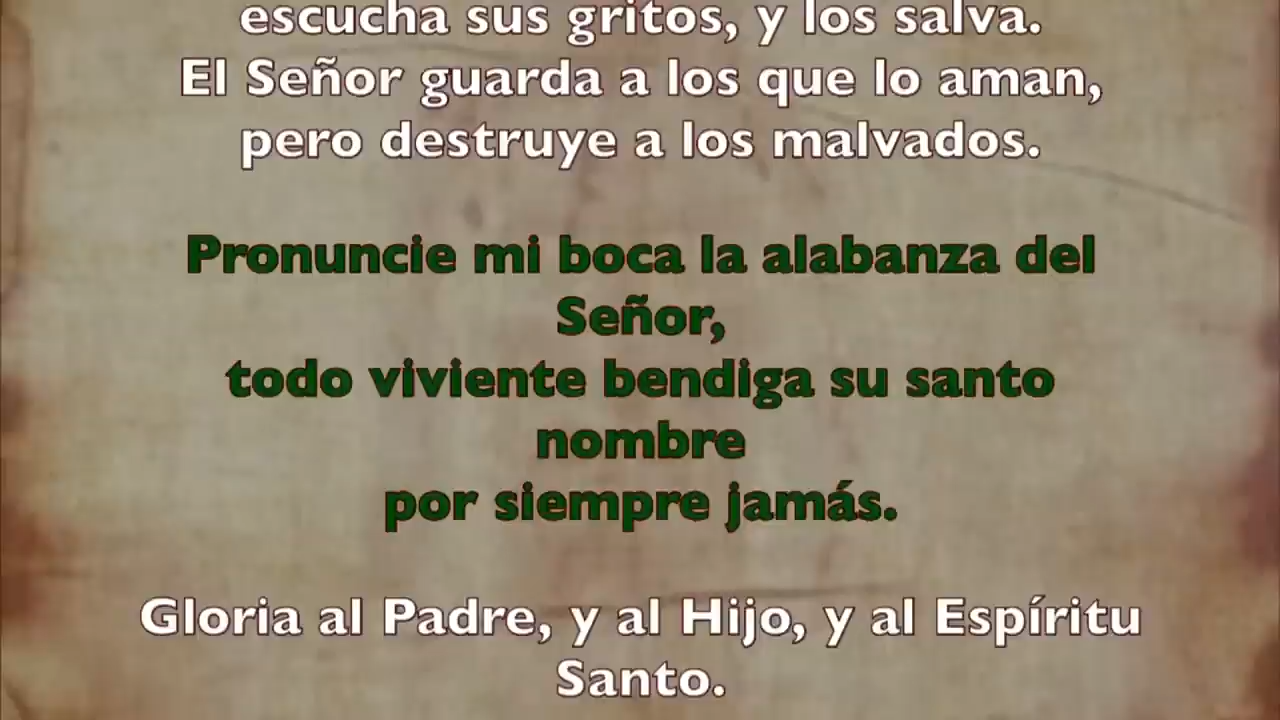 escucha sus gritos, y los salva.
El Señor guarda a los que lo aman,
pero destruye a los malvados.
Pronuncie mi boca la alabanza del
Señor,
todo viviente bendiga su santo
nombre
por siempre jamás.
Gloria al Padre, y al Hijo, y al Espíritu
Santo.